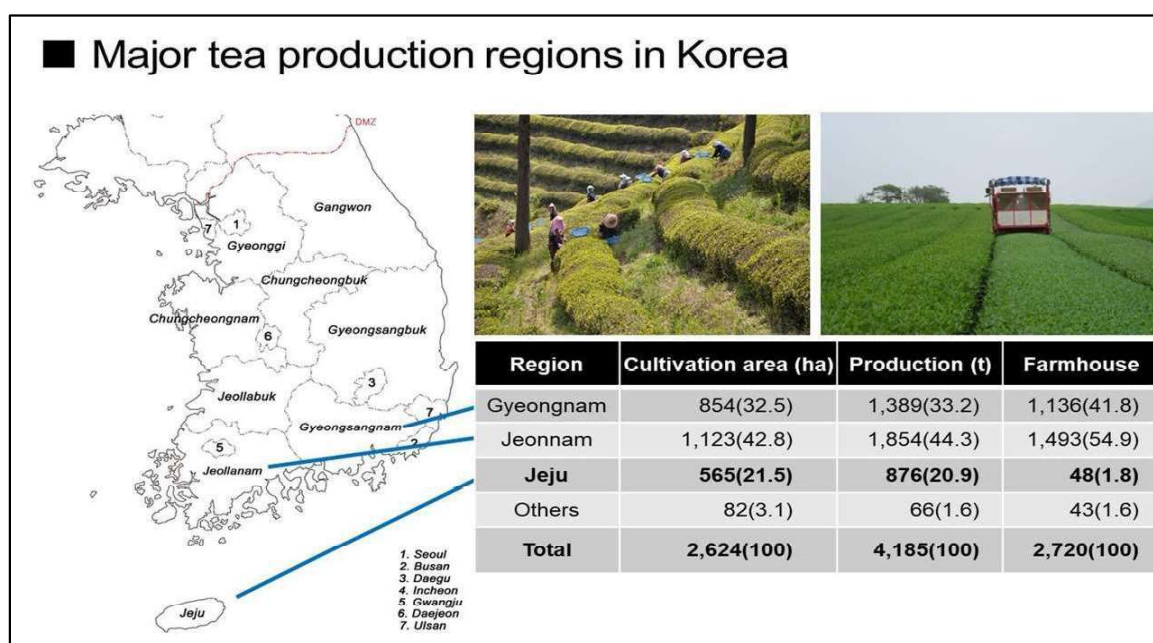 ■ Major tea production regions in Korea
DMZ
Gangwon
7 1
Gyeonggi
Chungcheongbuk
Chungcheongnam
6
Gyeongsangbuk
3
Jeollabuk
7
Gyeongsangnam
2
5
Jeollanam
Jeju
1. Seoul
2. Busan
3. Daegu
4. Incheon
5. Gwangju
6. Daejeon
7. Ulsan
Region Cultivation area (ha) Production (t) Farmhouse
Gyeongnam 854(32.5) 1,389(33.2) 1,136(41.8)
Jeonnam 1,123(42.8) 1,854(44.3) 1,493(54.9)
Jeju 565(21.5) 876(20.9) 48(1.8)
Others 82(3.1) 66(1.6) 43(1.6)
Total 2,624(100) 4,185(100) 2,720(100)